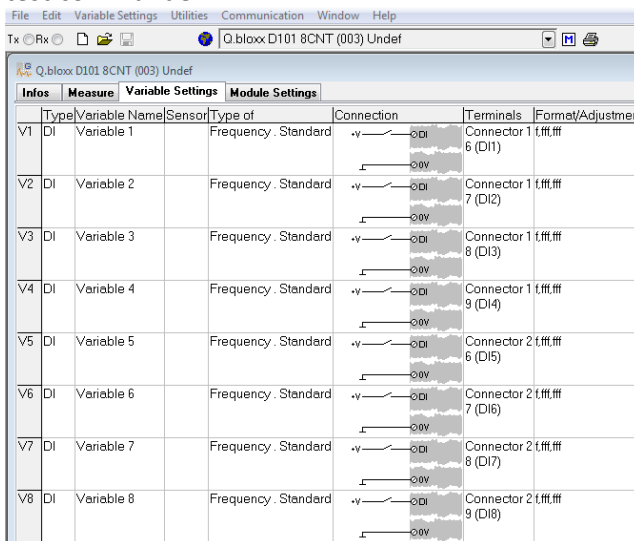 File Edit Variable Settings Utilities Communication Window Help
Tx Rx Q.bloxx D101 8CNT (003) Undef M
Q.bloxx D101 8CNT (003) Undef
Infos Measure Variable Settings Module Settings
Type Variable Name Sensor Type of Connection Terminals Format/Adjustme
V1 DI Variable 1 Frequency . Standard +V DI Connector 1 f,fff,fff
6 (DI1)
0V
V2 DI Variable 2 Frequency . Standard +V DI Connector 1 f,fff,fff
7 (DI2)
0V
V3 DI Variable 3 Frequency . Standard +V DI Connector 1 f,fff,fff
8 (DI3)
0V
V4 DI Variable 4 Frequency . Standard +V DI Connector 1 f,fff,fff
9 (DI4)
0V
V5 DI Variable 5 Frequency . Standard +V DI Connector 2 f,fff,fff
6 (DI5)
0V
V6 DI Variable 6 Frequency . Standard +V DI Connector 2 f,fff,fff
7 (DI6)
0V
V7 DI Variable 7 Frequency . Standard +V DI Connector 2 f,fff,fff
8 (DI7)
0V
V8 DI Variable 8 Frequency . Standard +V DI Connector 2 f,fff,fff
9 (DI8)
0V